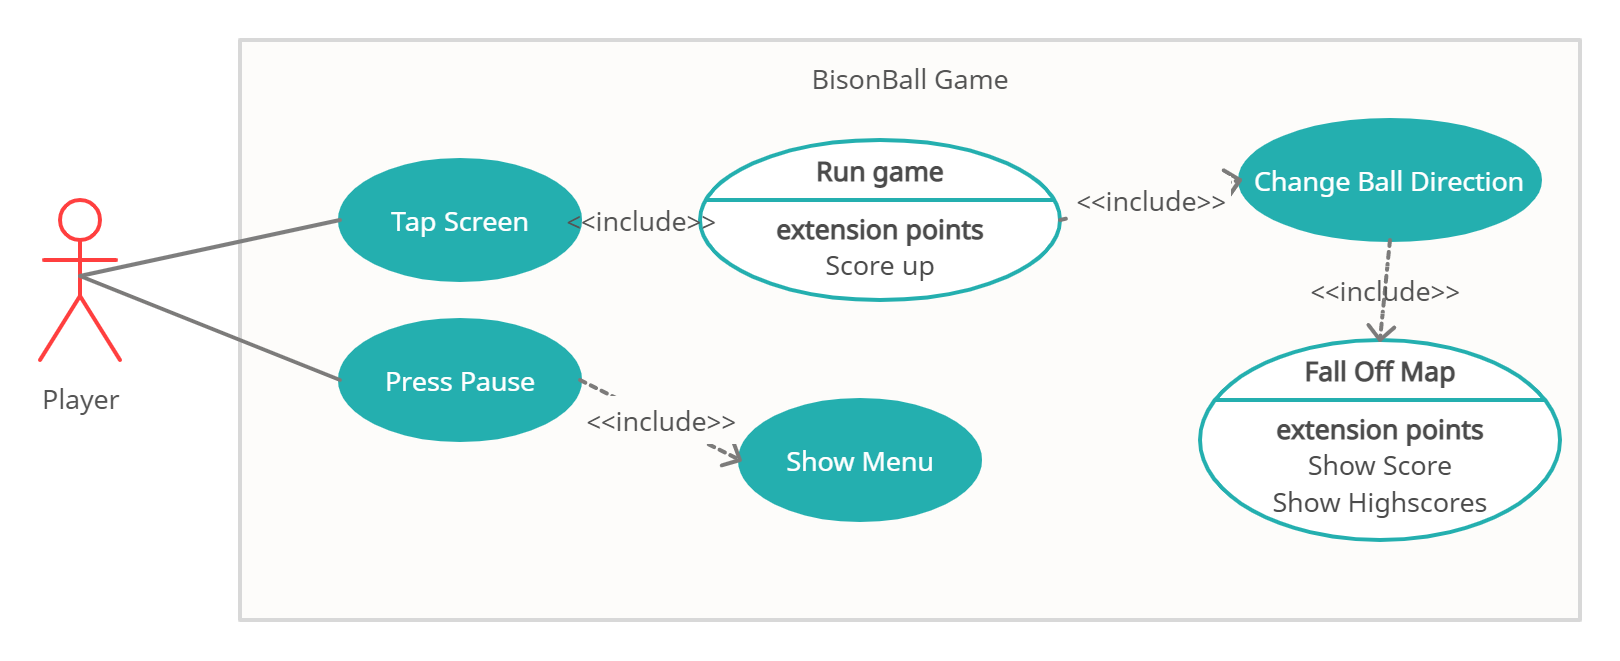 BisonBall Game
Player
Tap Screen
<<include>>
Run game
extension points
Score up
<<include>>
Change Ball Direction
<<include>>
Fall Off Map
extension points
Show Score
Show Highscores
Press Pause
<<include>>
Show Menu